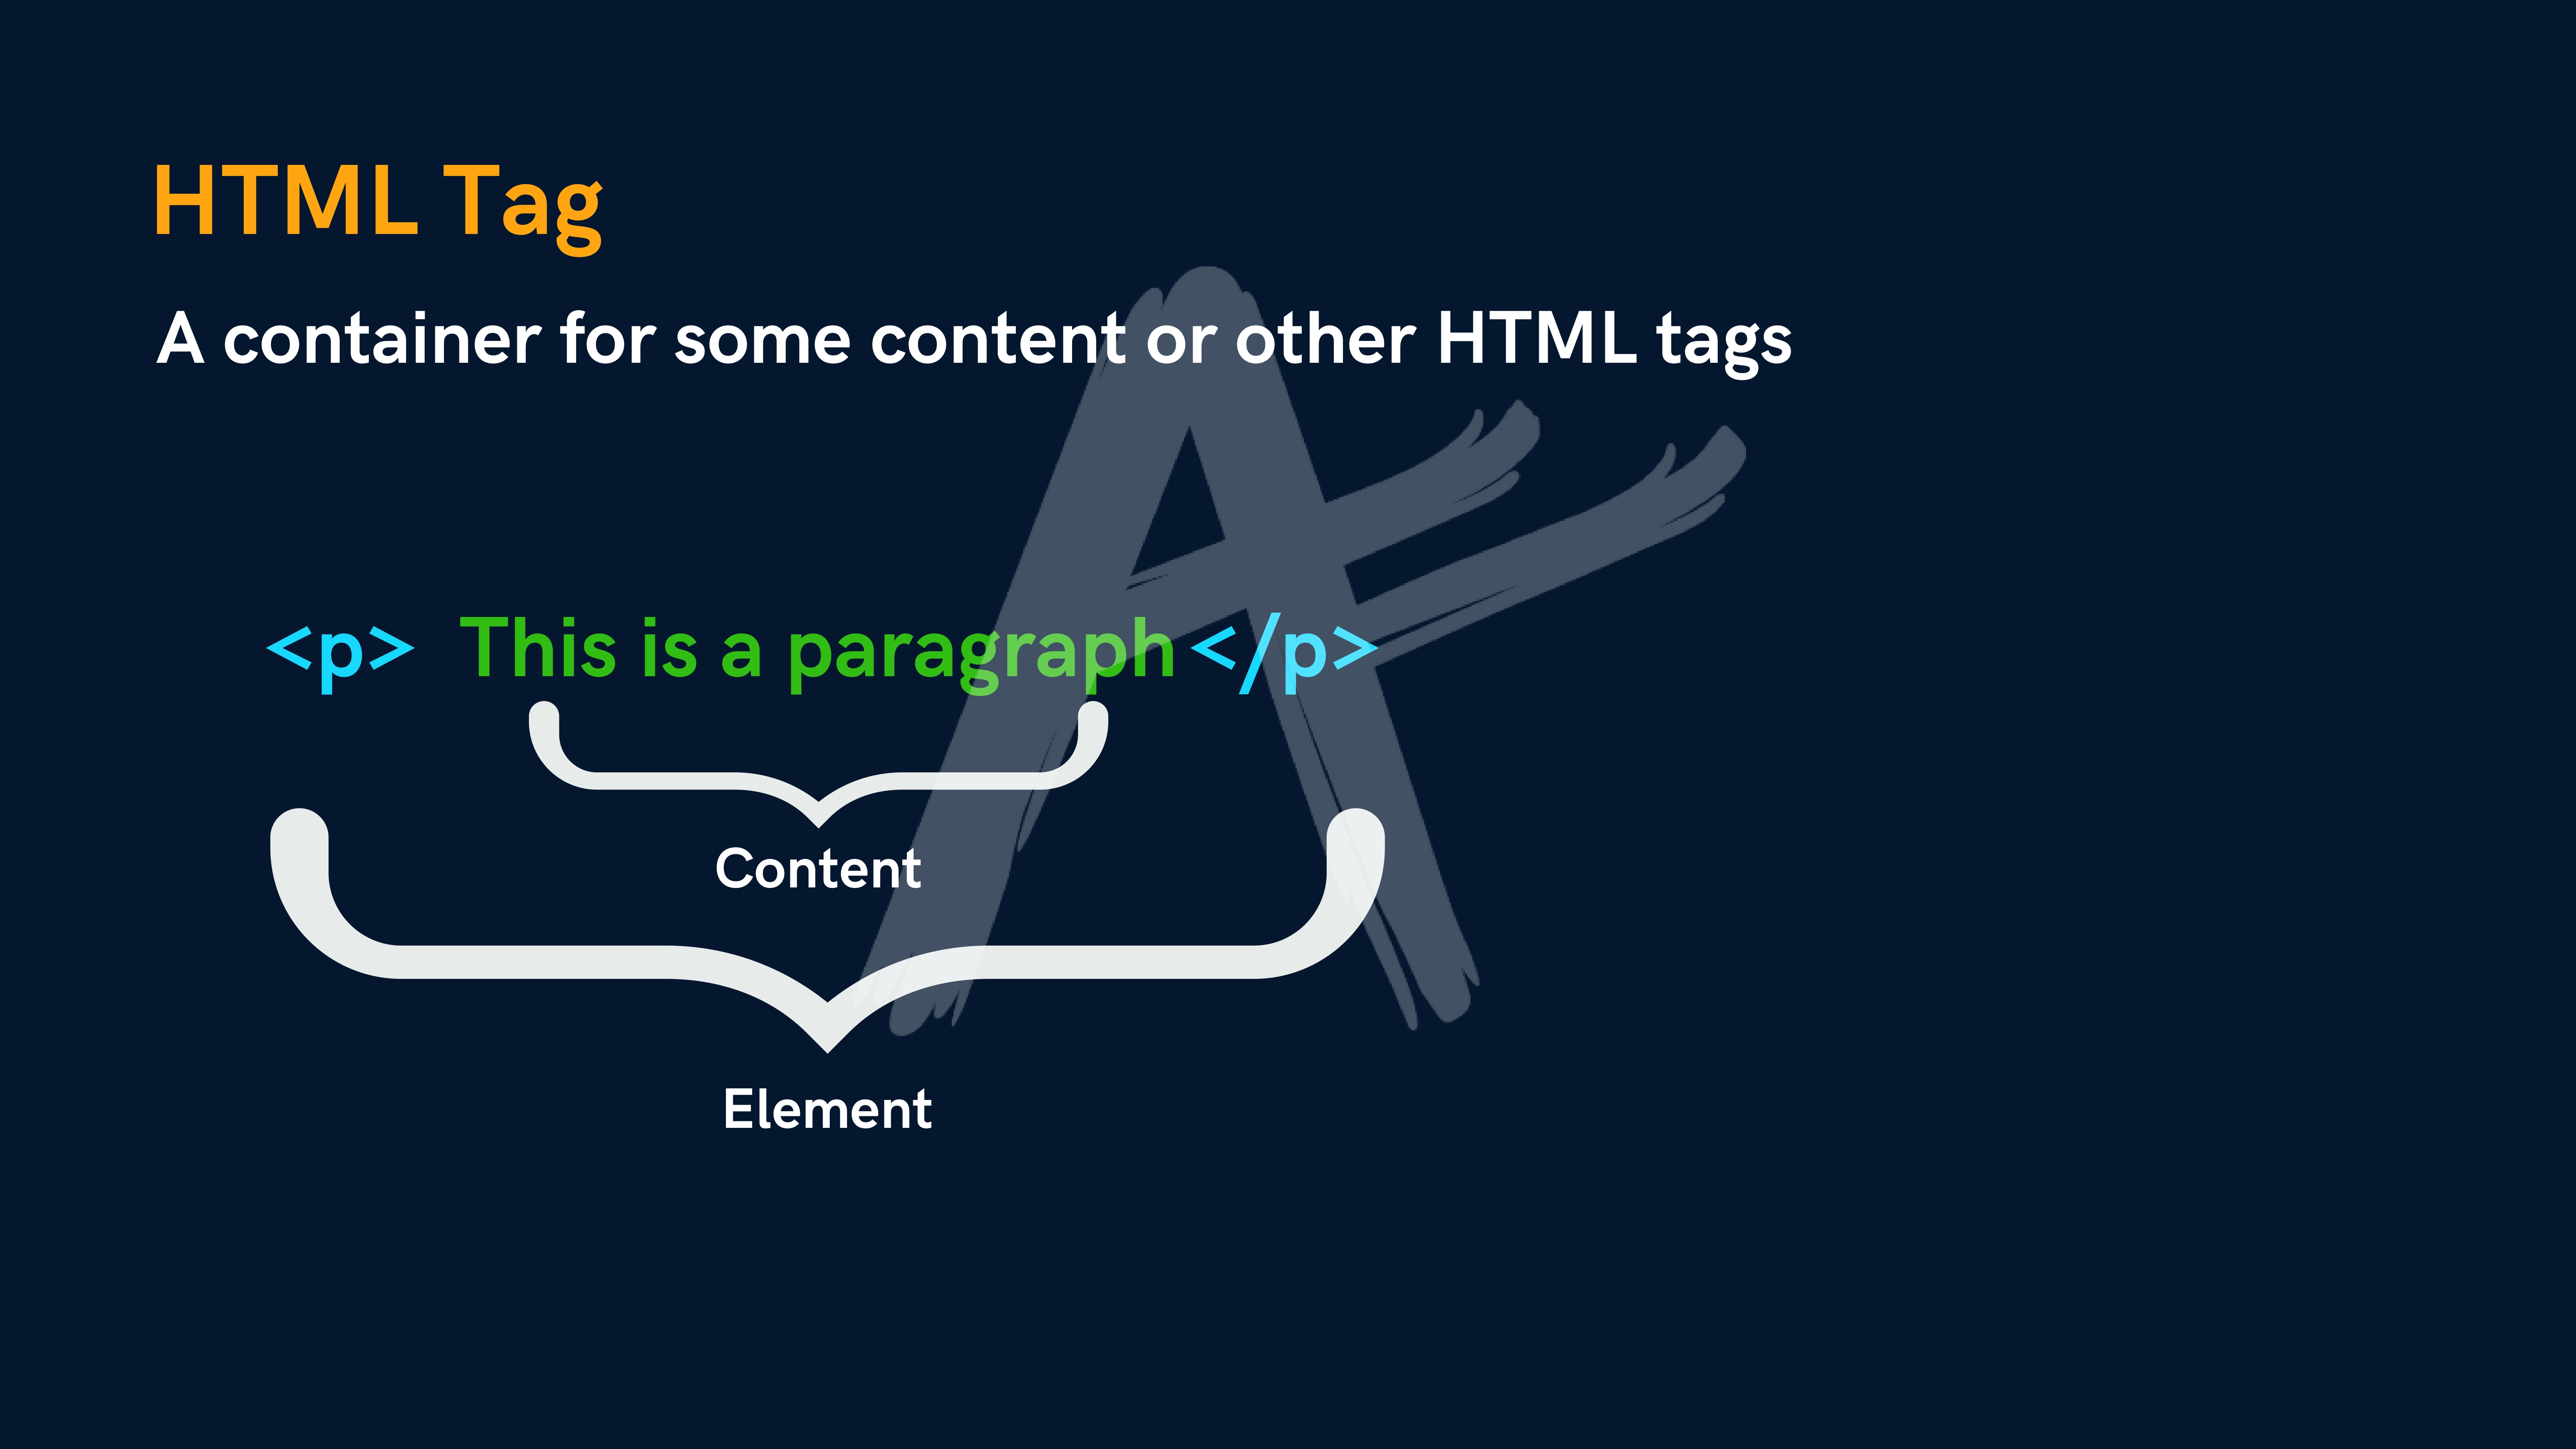 HTML Tag
A container for some content or other HTML tags
<p> This is a paragraph </p>
Content
Element